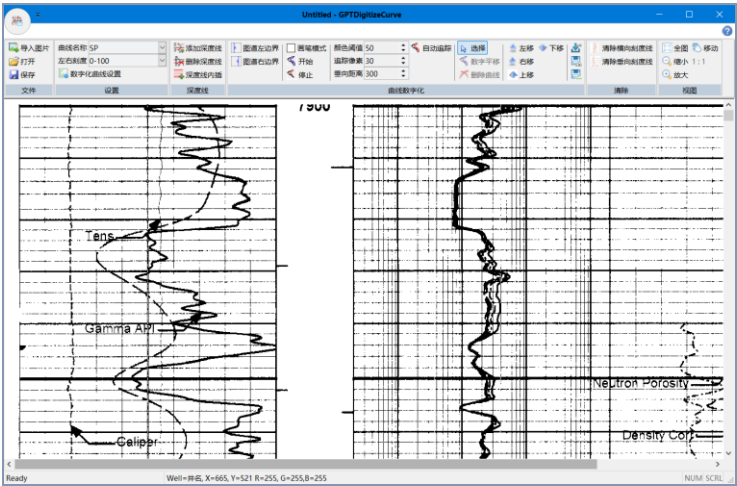 Untitled - GPTDigitizeCurve
导入图片 曲线名称 SP 添加深度线 图道左边界 画笔模式 颜色阈值 50 自动追踪 选择 左移 下移 清除横向刻度线 全图 移动
打开 左右刻度 0-100 删除深度线 图道右边界 开始 追踪像素 30 数字平移 右移 清除垂向刻度线 缩小 1:1
保存 数字化曲线设置 深度线内插 停止 垂向距离 300 删除曲线 上移 放大
文件 设置 深度线 曲线数字化 清除 视图
7900
Tens
Gamma API
Neutron Porosity
Caliper
Density Cor
Ready Well=井名, X=665, Y=521 R=255, G=255,B=255 NUM SCRL